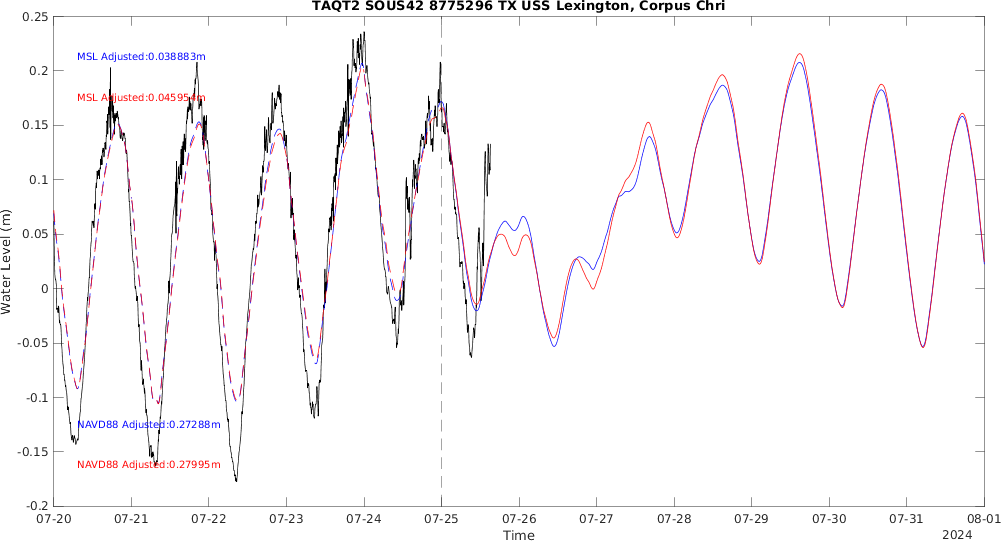 TAQT2 SOUS42 8775296 TX USS Lexington, Corpus Chri
0.25
MSL Adjusted:0.038883m
0.2
MSL Adjusted:0.045954m
0.15
0.1
0.05
Water Level (m)
0
-0.05
-0.1
NAVD88 Adjusted:0.27288m
-0.15
NAVD88 Adjusted:0.27995m
-0.2
07-20 07-21 07-22 07-23 07-24 07-25 07-26 07-27 07-28 07-29 07-30 07-31 08-01
Time
2024